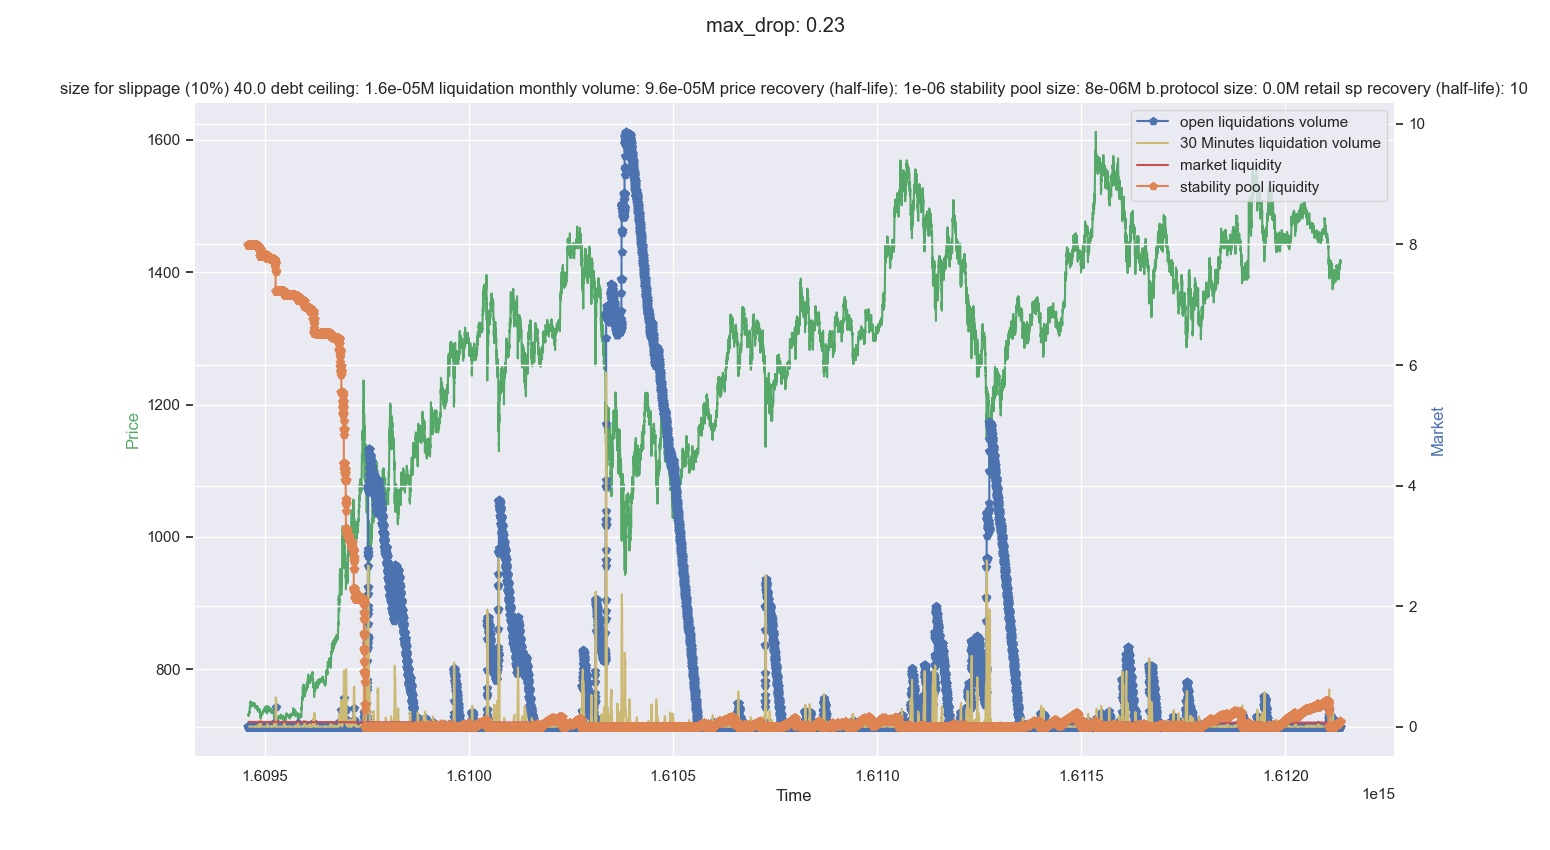 max_drop: 0.23
size for slippage (10%) 40.0 debt ceiling: 1.6e-05M liquidation monthly volume: 9.6e-05M price recovery (half-life): 1e-06 stability pool size: 8e-06M b.protocol size: 0.0M retail sp recovery (half-life): 10
open liquidations volume
30 Minutes liquidation volume
market liquidity
stability pool liquidity
1600
1400
1200
1000
800
Price
10
8
6
4
2
0
Market
1.6095 1.6100 1.6105 1.6110 1.6115 1.6120
1e15
Time